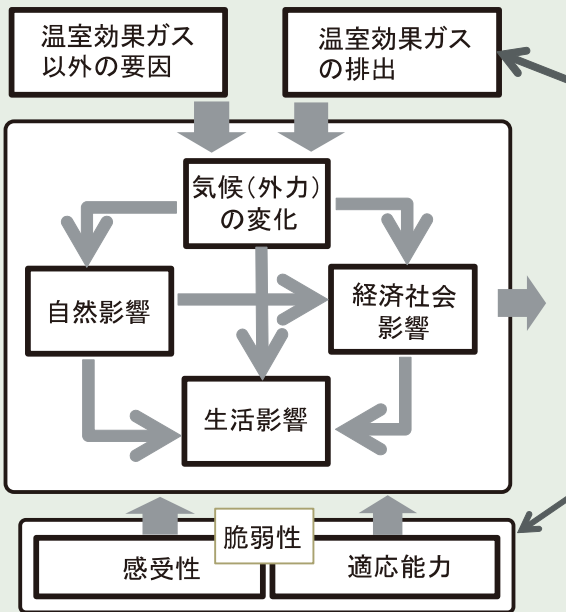 温室効果ガス
以外の要因
温室効果ガス
の排出
気候(外力)
の変化
自然影響
経済社会
影響
生活影響
脆弱性
感受性
適応能力